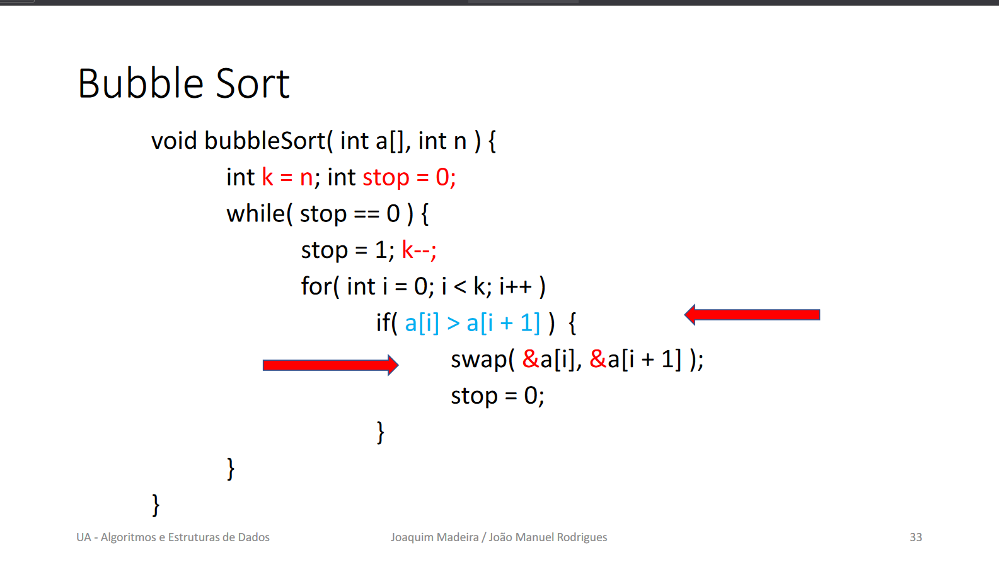 Bubble Sort
void bubbleSort( int a[], int n ) {
int k = n; int stop = 0;
while( stop == 0 ) {
stop = 1; k--;
for( int i = 0; i < k; i++ )
if( a[i] > a[i + 1] ) {
swap( &a[i], &a[i + 1] );
stop = 0;
}
}
}
UA - Algoritmos e Estruturas de Dados
Joaquim Madeira / João Manuel Rodrigues
33